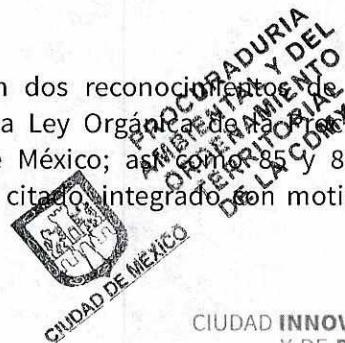 n dos reconocimientos de
a Ley Orgánica de la Proc
e México; así como 85 y 8
citado, integrado con moti
PROCURADURIA
AMBIENTAL Y DEL
ORDENAMIENTO
TERRITORIAL
DE LA CDMX
CIUDAD DE MÉXICO
CIUDAD INNOV
Y DE